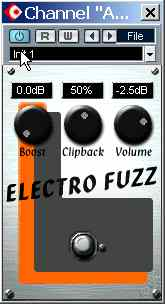 Channel "A...
R W File
Init 1
0.0dB 50% -2.5dB
Boost Clipback Volume
ELECTRO FUZZ